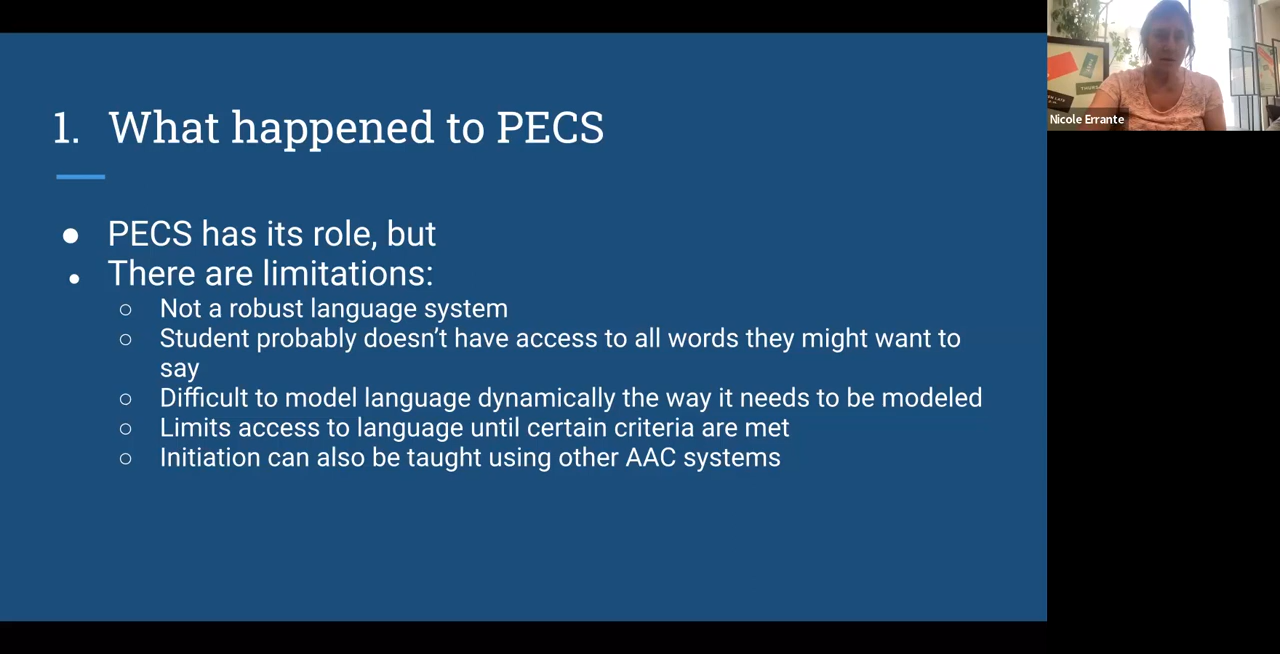 1. What happened to PECS
● PECS has its role, but
● There are limitations:
○ Not a robust language system
○ Student probably doesn’t have access to all words they might want to
say
○ Difficult to model language dynamically the way it needs to be modeled
○ Limits access to language until certain criteria are met
○ Initiation can also be taught using other AAC systems
Nicole Errante